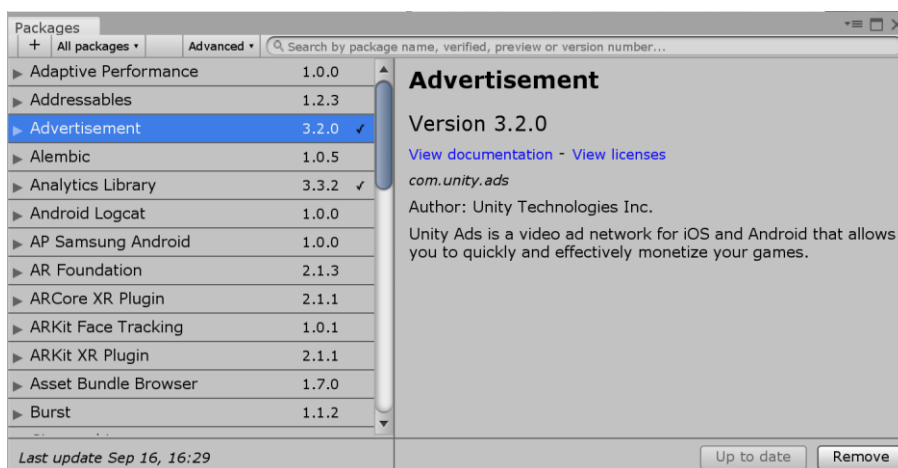 Packages
+ All packages Advanced Search by package name, verified, preview or version number...
Adaptive Performance 1.0.0
Addressables 1.2.3
Advertisement 3.2.0 ✓
Alembic 1.0.5
Analytics Library 3.3.2 ✓
Android Logcat 1.0.0
AP Samsung Android 1.0.0
AR Foundation 2.1.3
ARCore XR Plugin 2.1.1
ARKit Face Tracking 1.0.1
ARKit XR Plugin 2.1.1
Asset Bundle Browser 1.7.0
Burst 1.1.2
Last update Sep 16, 16:29
Advertisement
Version 3.2.0
View documentation - View licenses
com.unity.ads
Author: Unity Technologies Inc.
Unity Ads is a video ad network for iOS and Android that allows
you to quickly and effectively monetize your games.
Up to date Remove